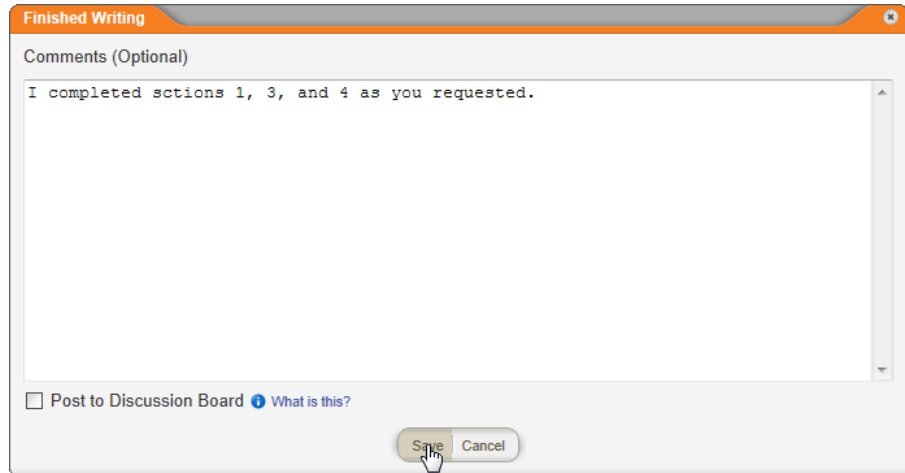 Finished Writing
Comments (Optional)
I completed sctions 1, 3, and 4 as you requested.
Post to Discussion Board What is this?
Save Cancel